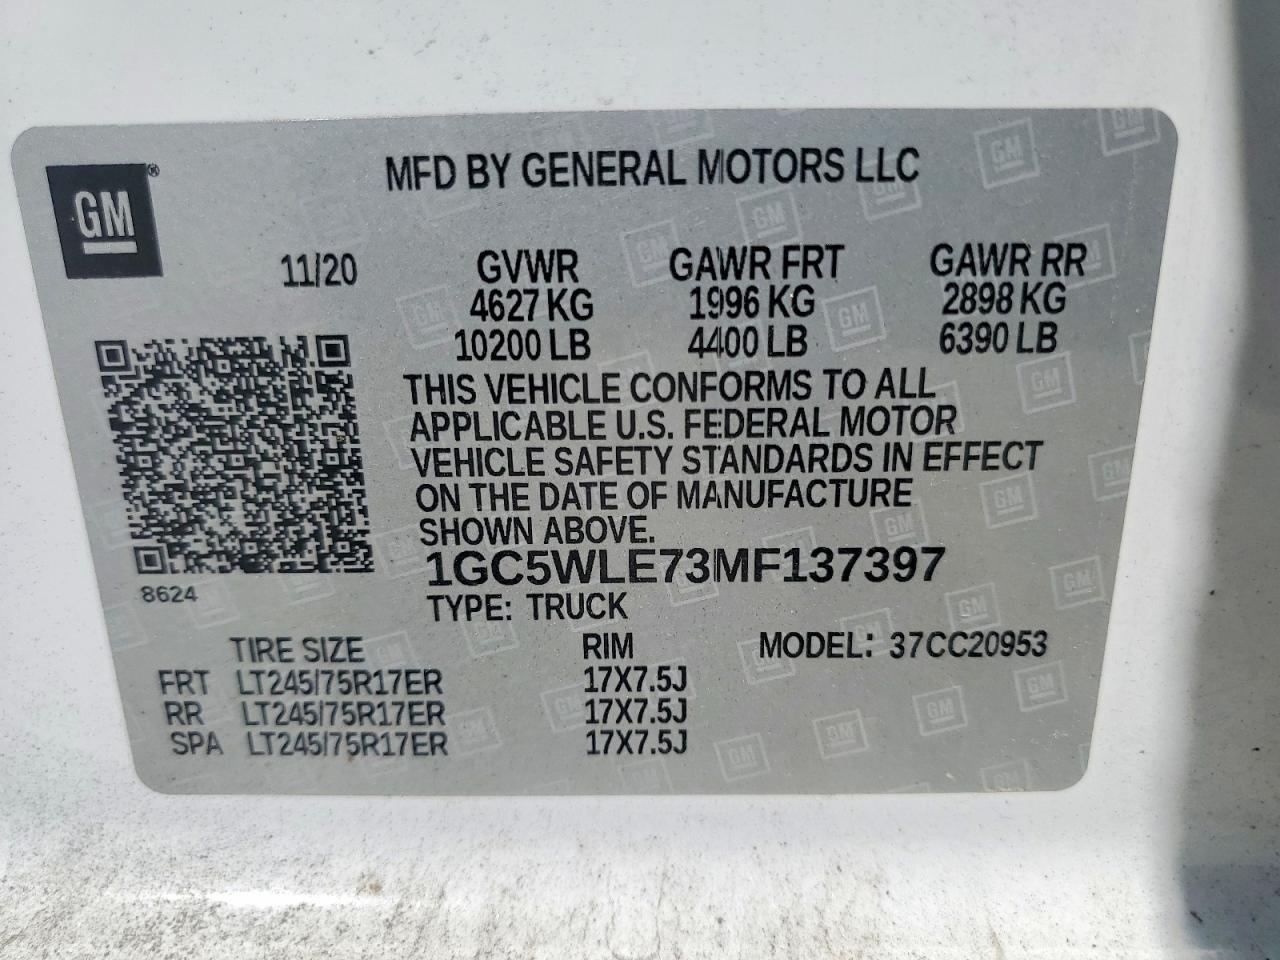 GM®
MFD BY GENERAL MOTORS LLC
11/20 GVWR GAWR FRT GAWR RR
4627 KG 1996 KG 2898 KG
10200 LB 4400 LB 6390 LB
THIS VEHICLE CONFORMS TO ALL
APPLICABLE U.S. FEDERAL MOTOR
VEHICLE SAFETY STANDARDS IN EFFECT
ON THE DATE OF MANUFACTURE
SHOWN ABOVE.
1GC5WLE73MF137397
8624
TYPE: TRUCK
TIRE SIZE RIM MODEL: 37CC20953
FRT LT245/75R17ER 17X7.5J
RR LT245/75R17ER 17X7.5J
SPA LT245/75R17ER 17X7.5J